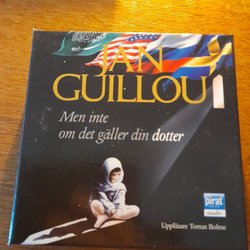 JAN
GUILLOU
Men inte
om det gäller din dotter
pirat
Uppläsare Tomas Bolme